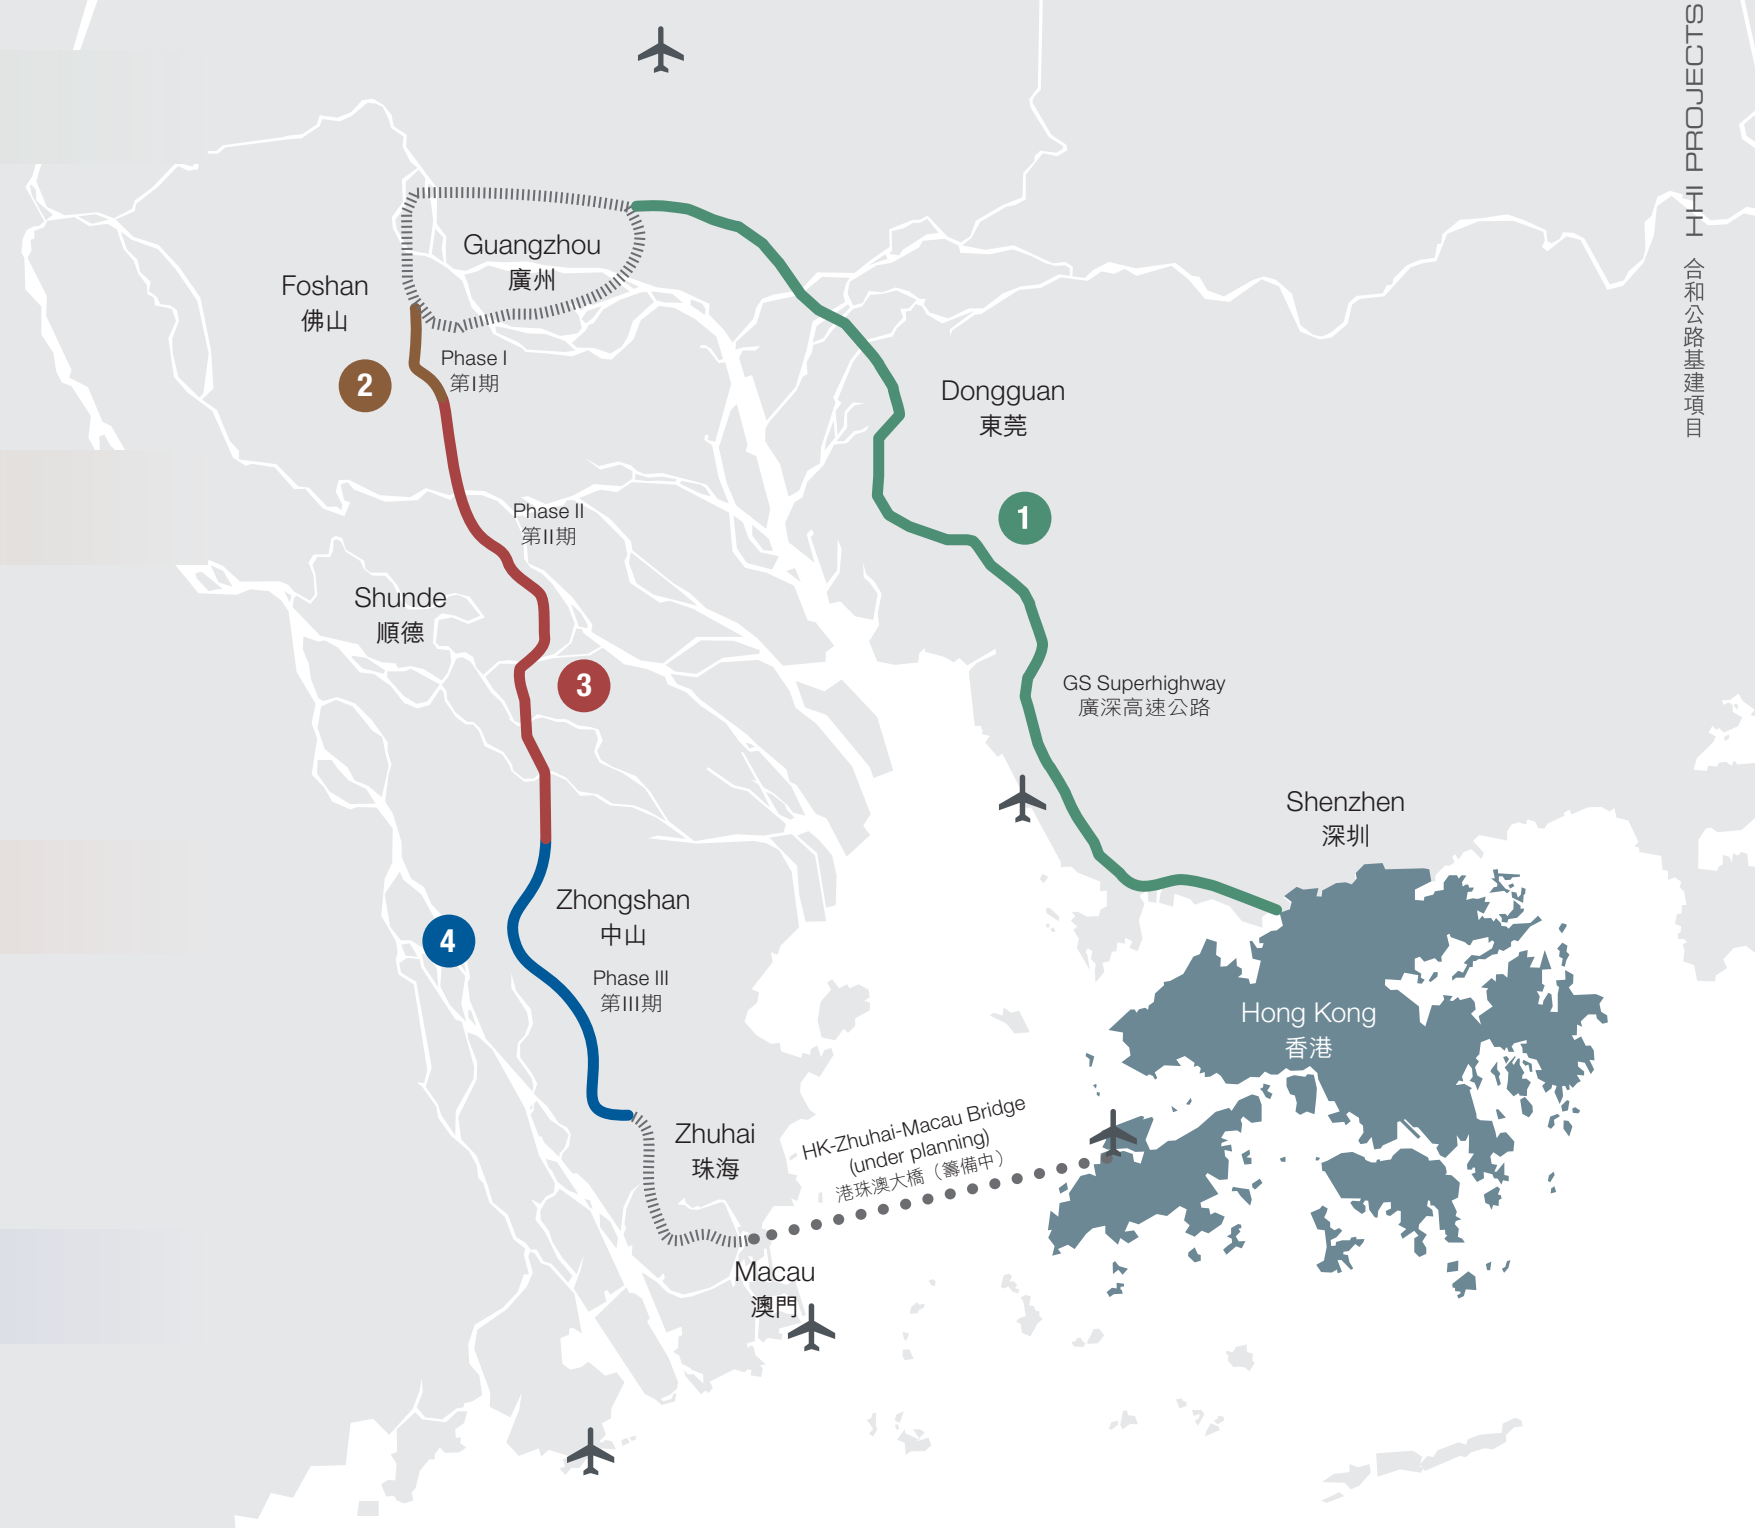 HHI PROJECTS 合和公路基建項目
Guangzhou
廣州
Foshan
佛山
2
Phase I
第I期
Dongguan
東莞
1
Phase II
第II期
Shunde
順德
3
GS Superhighway
廣深高速公路
Shenzhen
深圳
Zhongshan
中山
4
Phase III
第III期
Hong Kong
香港
Zhuhai
珠海
HK-Zhuhai-Macau Bridge
(under planning)
港珠澳大橋（籌備中）
Macau
澳門